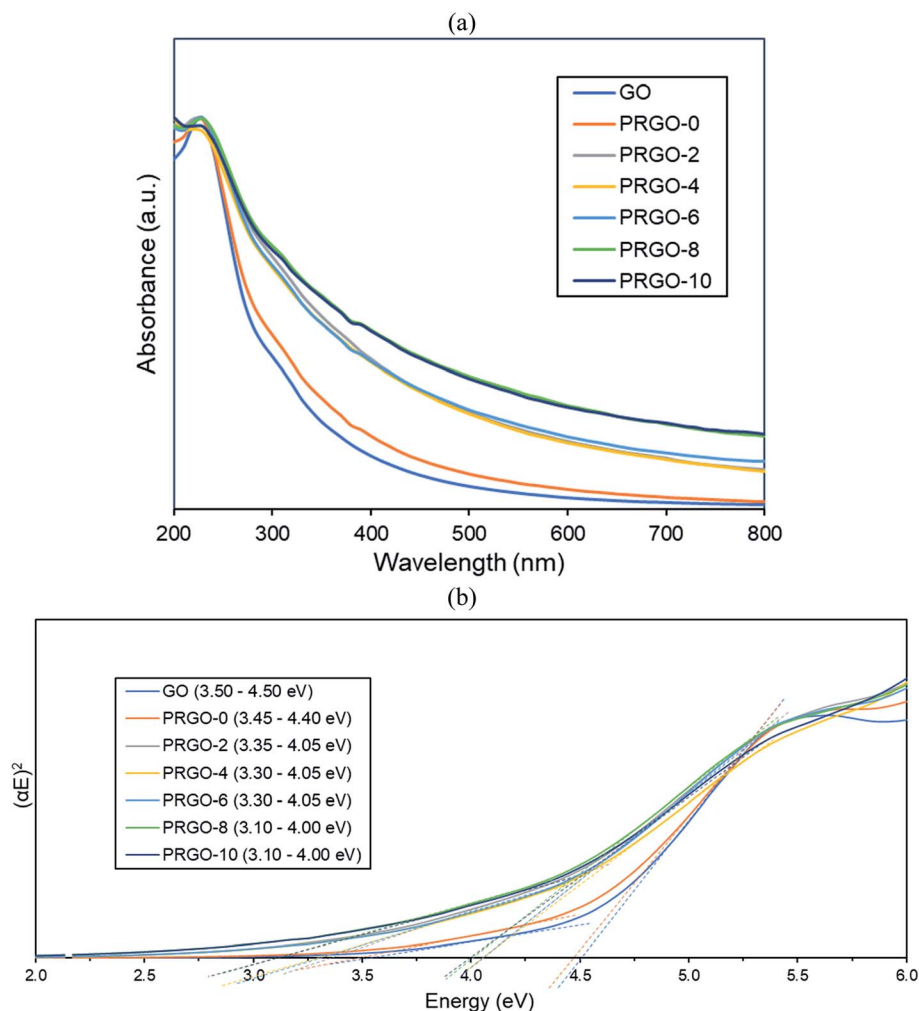 (a)
GO
PRGO-0
PRGO-2
PRGO-4
PRGO-6
PRGO-8
PRGO-10
Absorbance (a.u.)
200 300 400 500 600 700 800
Wavelength (nm)
(b)
GO (3.50 - 4.50 eV)
PRGO-0 (3.45 - 4.40 eV)
PRGO-2 (3.35 - 4.05 eV)
PRGO-4 (3.30 - 4.05 eV)
PRGO-6 (3.30 - 4.05 eV)
PRGO-8 (3.10 - 4.00 eV)
PRGO-10 (3.10 - 4.00 eV)
(αE)²
2.0 2.5 3.0 3.5 4.0 4.5 5.0 5.5 6.0
Energy (eV)